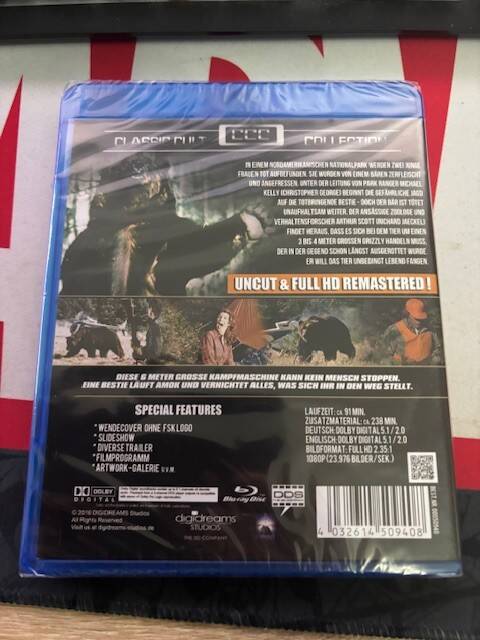 CLASSIC CULT CCC COLLECTION
IN EINEM NORDAMERIKANISCHEN NATIONALPARK WERDEN ZWEI JUNGE
FRAUEN TOT AUFGEFUNDEN. SIE WURDEN VON EINEM BÄREN ZERFLEISCHT
UND ANGEFRESSEN. UNTER DER LEITUNG VON PARK RANGER MICHAEL
KELLY (CHRISTOPHER GEORGE) BEGINNT DIE GEFÄHRLICHE JAGD
AUF DIE TOTBRINGENDE BESTIE - DOCH DER BÄR IST TÖTET
UNAUFHALTSAM WEITER. DER ANSÄSSIGE ZOOLOGE UND
VERHALTENSFORSCHER ARTHUR SCOTT (RICHARD JAECKEL)
FINDET HERAUS, DASS ES SICH BEI DEM TIER UM EINEN
3 BIS 4 METER GROSSEN GRIZZLY HANDELN MUSS,
DER IN DER GEGEND SCHON LÄNGST AUSGEROTTET WURDE.
ER WILL DAS TIER UNBEDINGT LEBEND FANGEN.
UNCUT & FULL HD REMASTERED !
DIESE 6 METER GROSSE KAMPFMASCHINE KANN KEIN MENSCH STOPPEN.
EINE BESTIE LÄUFT AMOK UND VERNICHTET ALLES, WAS SICH IHR IN DEN WEG STELLT.
SPECIAL FEATURES
* WENDECOVER OHNE FSK LOGO
* SLIDESHOW
* DIVERSE TRAILER
* FILMPROGRAMM
* ARTWORK-GALERIE U.V.M.
LAUFZEIT: CA. 91 MIN.
ZUSATZMATERIAL: CA. 238 MIN.
DEUTSCH: DOLBY DIGITAL 5.1 / 2.0
ENGLISCH: DOLBY DIGITAL 5.1 / 2.0
BILDFORMAT: FULL HD 2.35:1
1080P (23.976 BILDER/SEK.)
DOLBY
DIGITAL
Blu-ray Disc
DDS
© 2016 DIGIDREAMS Studios
All Rights Reserved.
Visit us at digidreams-studios.de
digidreams
STUDIOS
4 032614 509408